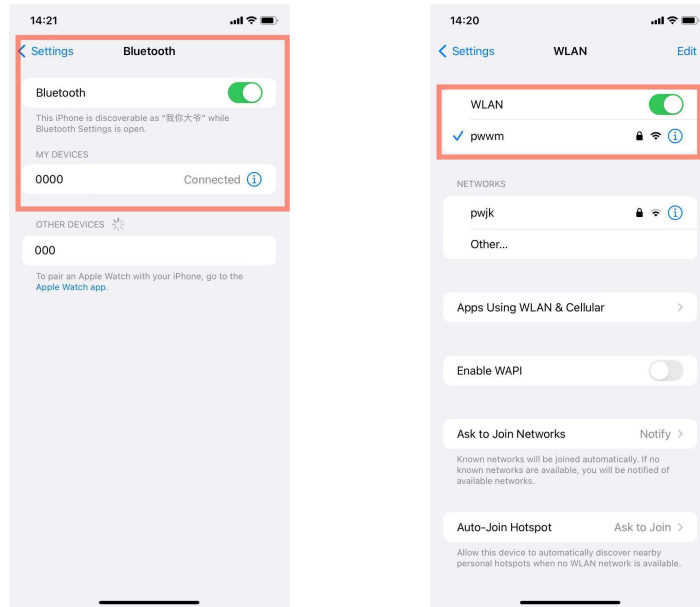 14:21
Settings
Bluetooth
Bluetooth
This iPhone is discoverable as “我你大爷” while
Bluetooth Settings is open.
MY DEVICES
0000
Connected
OTHER DEVICES
000
To pair an Apple Watch with your iPhone, go to the
Apple Watch app.
14:20
Settings
WLAN
Edit
WLAN
pwwm
NETWORKS
pwjk
Other...
Apps Using WLAN & Cellular
Enable WAPI
Ask to Join Networks
Notify
Known networks will be joined automatically. If no
known networks are available, you will be notified of
available networks.
Auto-Join Hotspot
Ask to Join
Allow this device to automatically discover nearby
personal hotspots when no WLAN network is available.